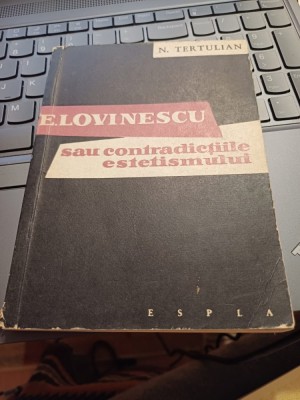 N. TERTULIAN
E. LOVINESCU
sau contradicțiile
estetismului
ESPLA